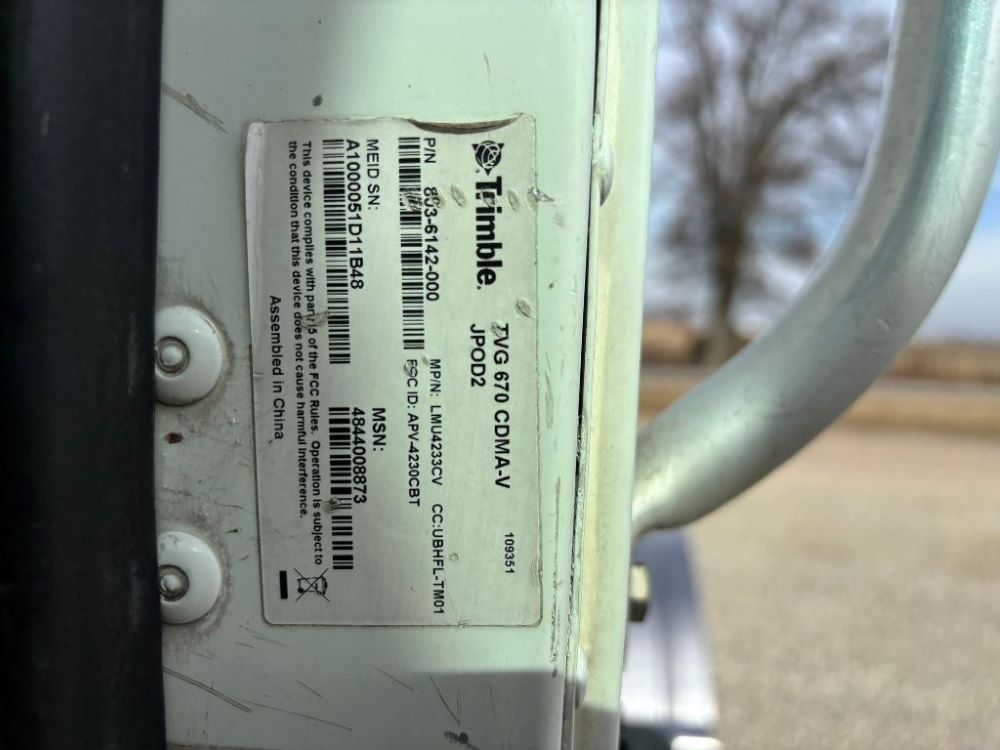 Trimble.
TVG 670 CDMA-V
JPOD2
109351
P/N 803-6142-000
MP/N: LMU4233CV CC:UBHFL-TM01
FCC ID: APV-4230CBT
MEID SN:
A1000051D11B48
MSN:
4844008873
This device complies with part 15 of the FCC Rules. Operation is subject to
the condition that this device does not cause harmful interference.
Assembled in China